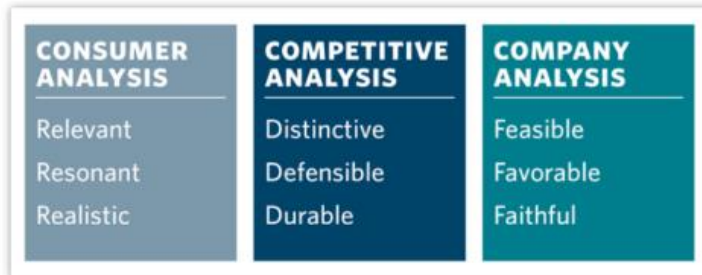 CONSUMER
ANALYSIS
Relevant
Resonant
Realistic
COMPETITIVE
ANALYSIS
Distinctive
Defensible
Durable
COMPANY
ANALYSIS
Feasible
Favorable
Faithful